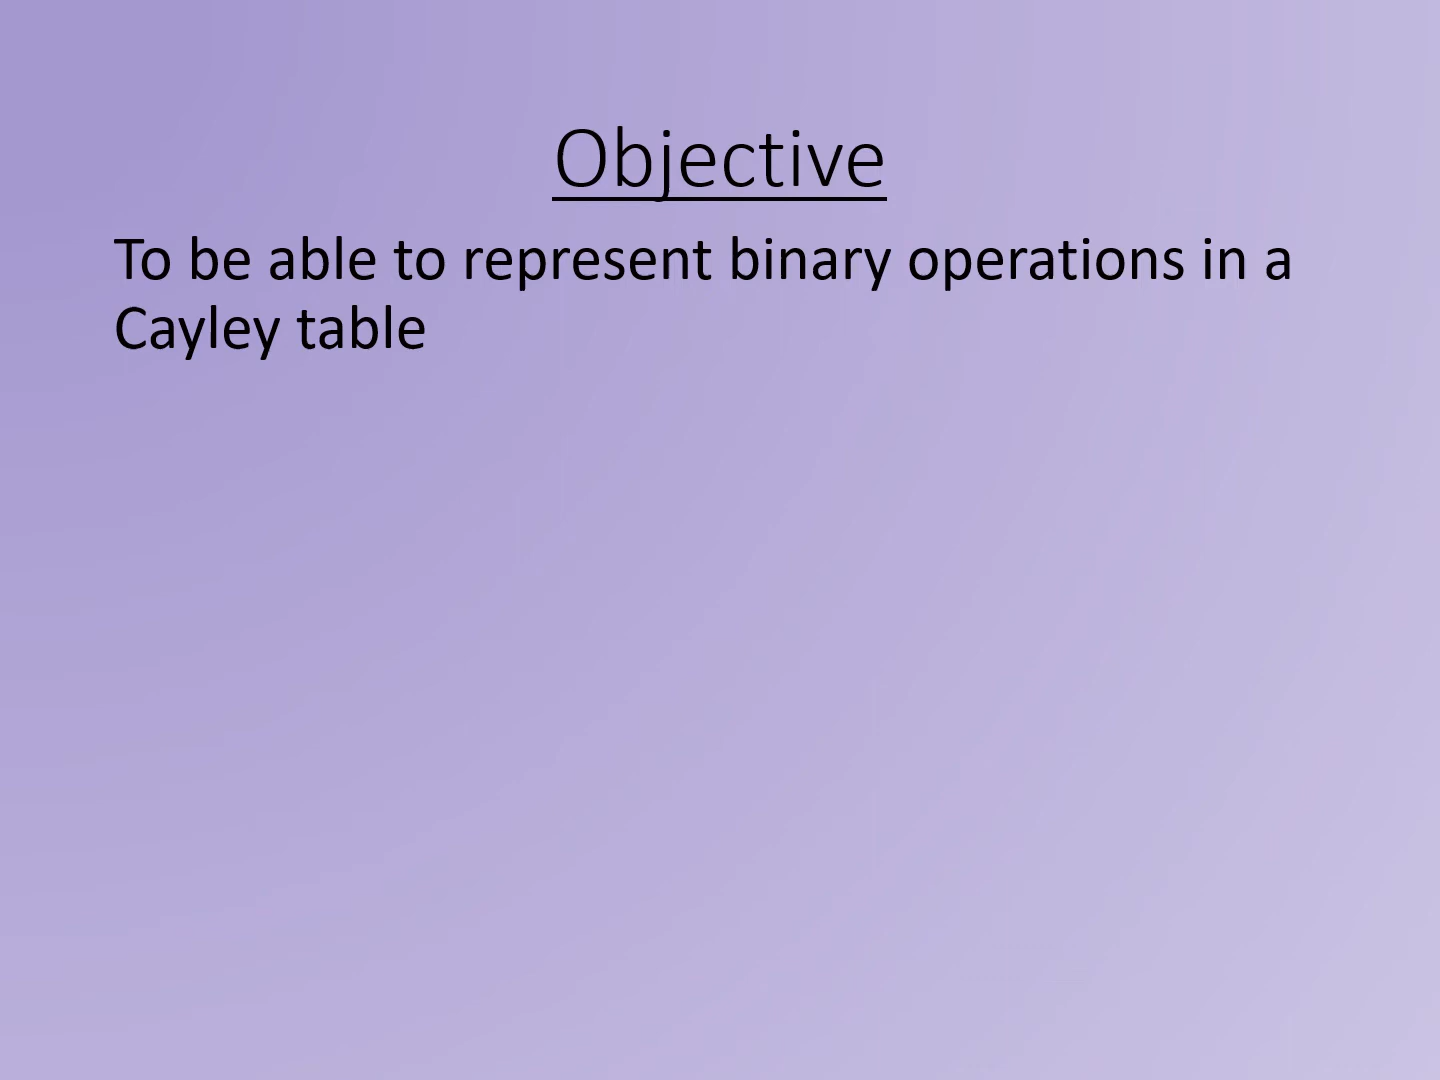 Objective
To be able to represent binary operations in a
Cayley table